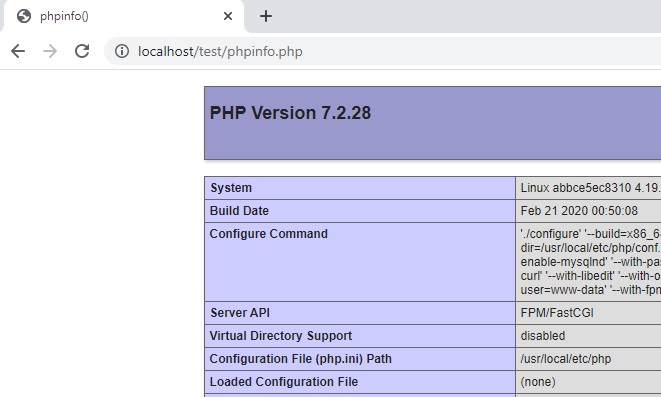 phpinfo()
localhost/test/phpinfo.php
PHP Version 7.2.28
System Linux abbce5ec8310 4.19.
Build Date Feb 21 2020 00:50:08
Configure Command './configure' '--build=x86_6
dir=/usr/local/etc/php/conf.
enable-mysqlnd' '--with-pa
curl' '--with-libedit' '--with-o
user=www-data' '--with-fpm
Server API FPM/FastCGI
Virtual Directory Support disabled
Configuration File (php.ini) Path /usr/local/etc/php
Loaded Configuration File (none)